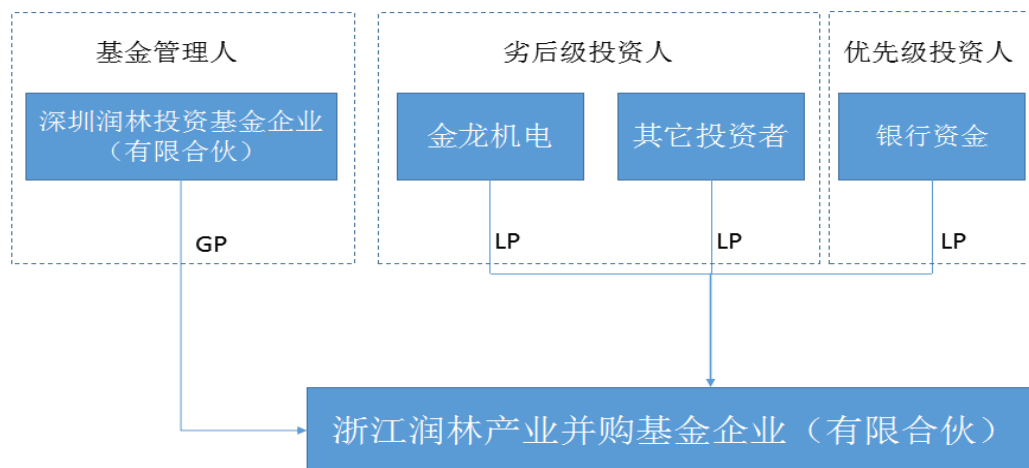 基金管理人
劣后级投资人
优先级投资人
深圳润林投资基金企业
（有限合伙）
金龙机电
其它投资者
银行资金
GP
LP
LP
LP
浙江润林产业并购基金企业（有限合伙）